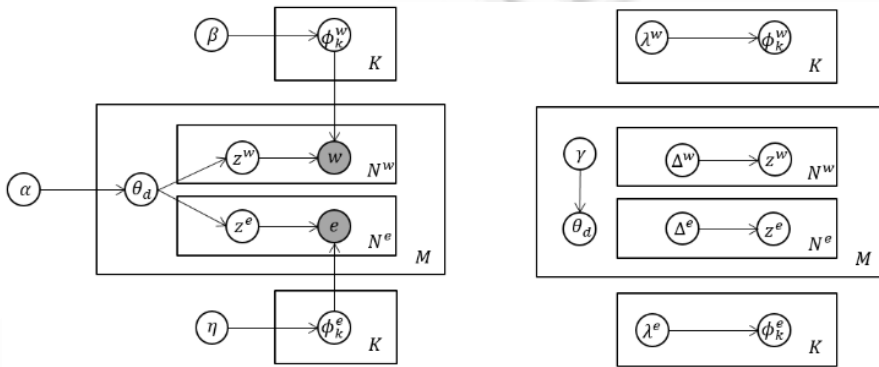 β ϕ_k^w K λ^w ϕ_k^w K
z^w w N^w Δ^w z^w N^w
α θ_d γ θ_d
z^e e N^e M Δ^e z^e N^e M
η ϕ_k^e K λ^e ϕ_k^e K